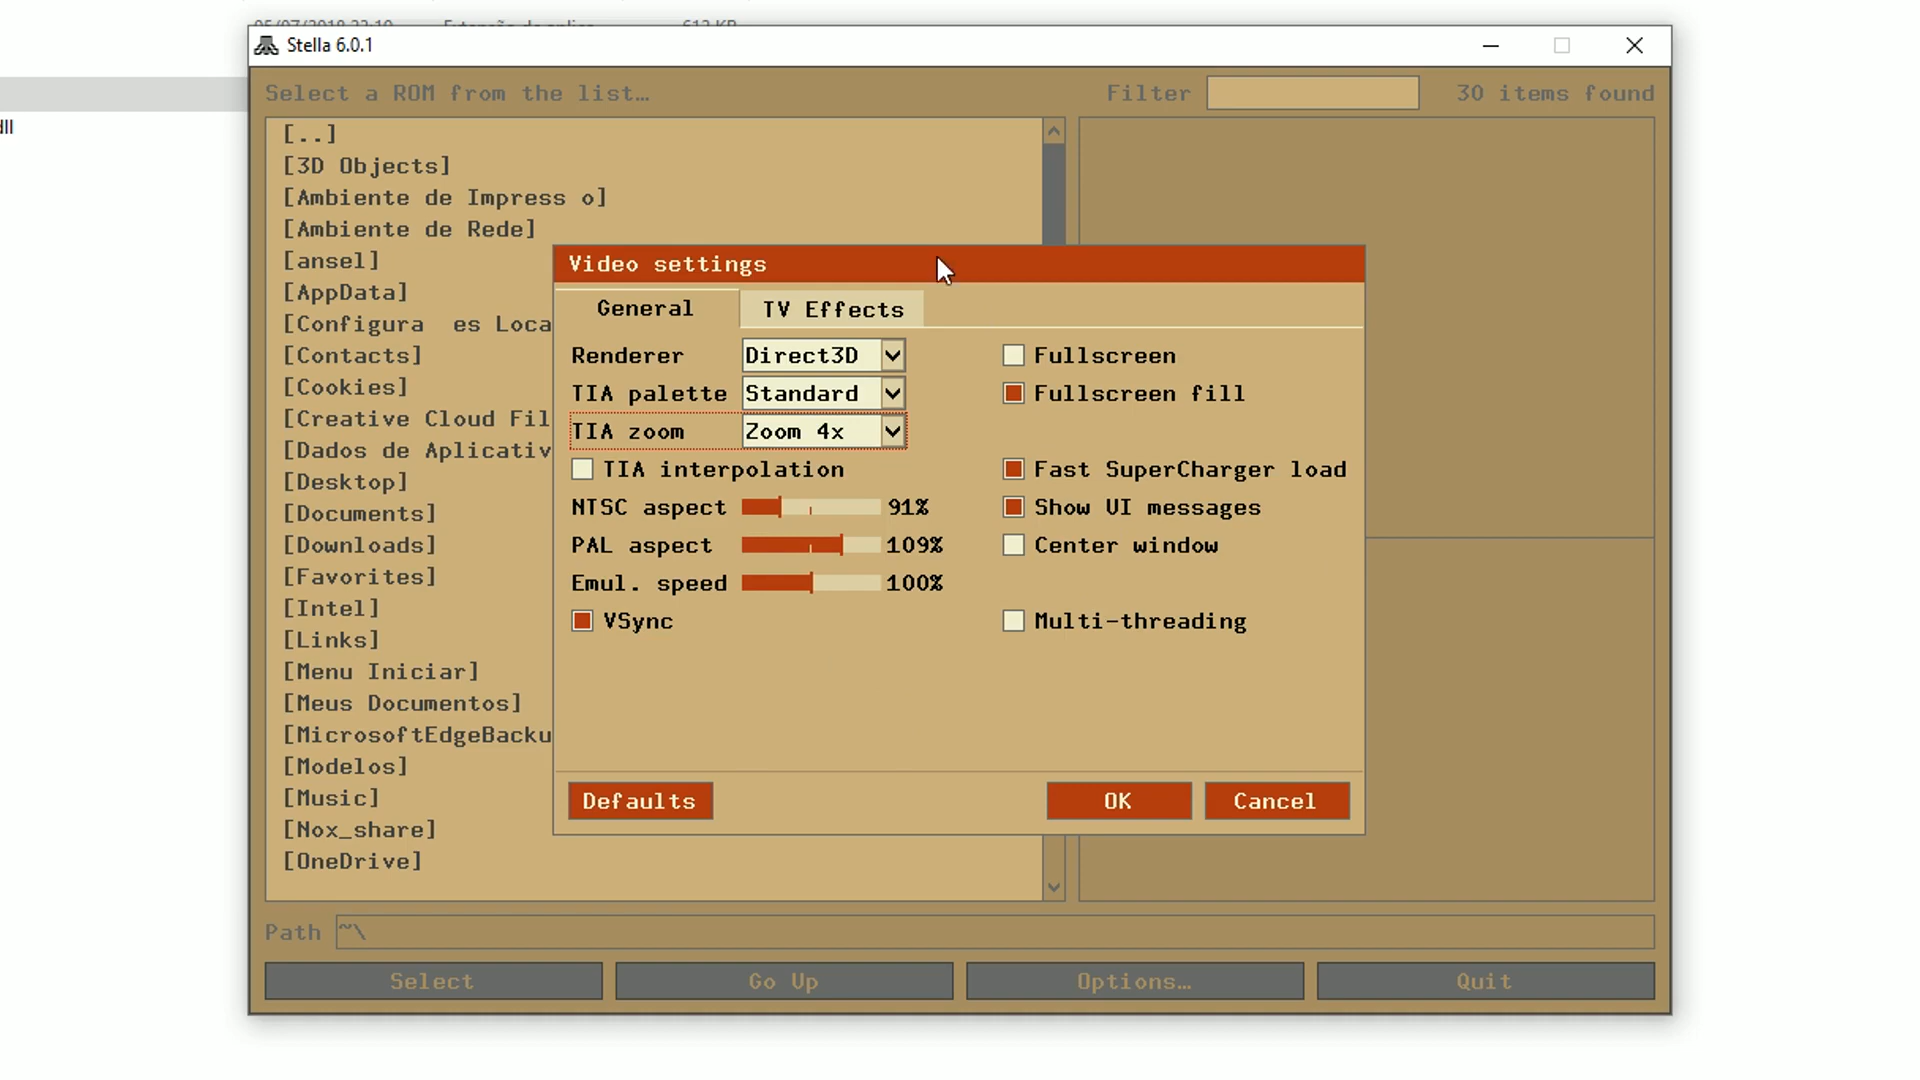 Stella 6.0.1
dll
Select a ROM from the list…
Filter
30 items found
[..]
[3D Objects]
[Ambiente de Impress o]
[Ambiente de Rede]
[ansel]
[AppData]
[Configura  es Loca
[Contacts]
[Cookies]
[Creative Cloud Fil
[Dados de Aplicativ
[Desktop]
[Documents]
[Downloads]
[Favorites]
[Intel]
[Links]
[Menu Iniciar]
[Meus Documentos]
[MicrosoftEdgeBacku
[Modelos]
[Music]
[Nox_share]
[OneDrive]
Video settings
General
TV Effects
Renderer Direct3D
TIA palette Standard
TIA zoom Zoom 4x
TIA interpolation
NTSC aspect 91%
PAL aspect 109%
Emul. speed 100%
VSync
Fullscreen
Fullscreen fill
Fast SuperCharger load
Show UI messages
Center window
Multi-threading
Defaults
OK
Cancel
Path ~\
Select
Go Up
Options…
Quit